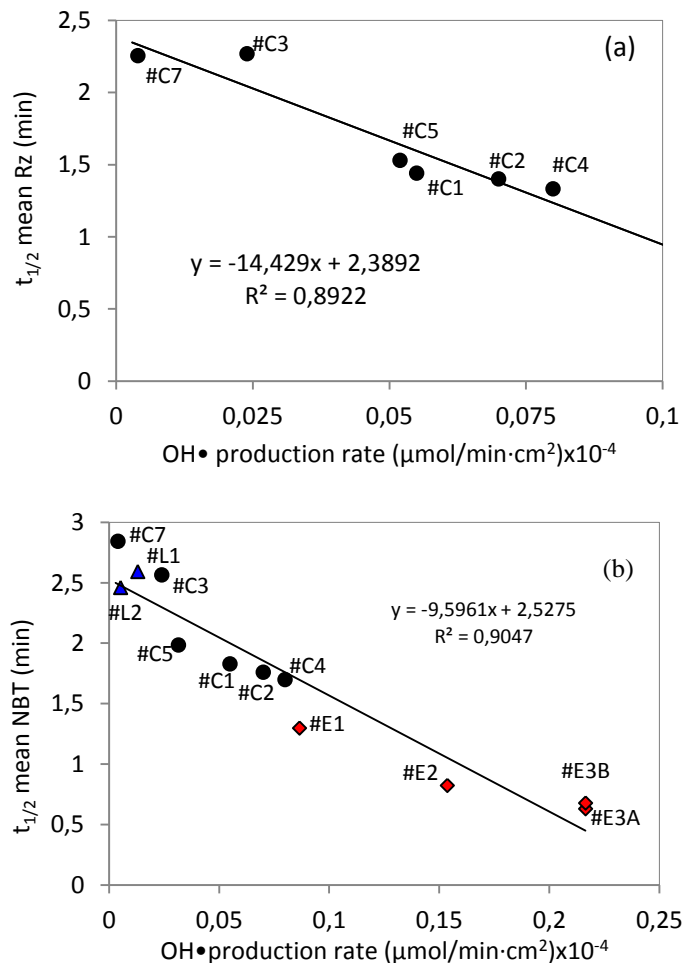 (a)
2,5
2
1,5
1
0,5
0
t1/2 mean Rz (min)
#C7
#C3
#C5
#C1
#C2
#C4
y = -14,429x + 2,3892
R² = 0,8922
0 0,025 0,05 0,075 0,1
OH● production rate (µmol/min·cm²)x10⁻⁴
(b)
3
2,5
2
1,5
1
0,5
0
t1/2 mean NBT (min)
#C7
#L1
#C3
#L2
#C5
#C1
#C2
#C4
#E1
#E2
#E3B
#E3A
y = -9,5961x + 2,5275
R² = 0,9047
0 0,05 0,1 0,15 0,2 0,25
OH●production rate (µmol/min·cm²)x10⁻⁴